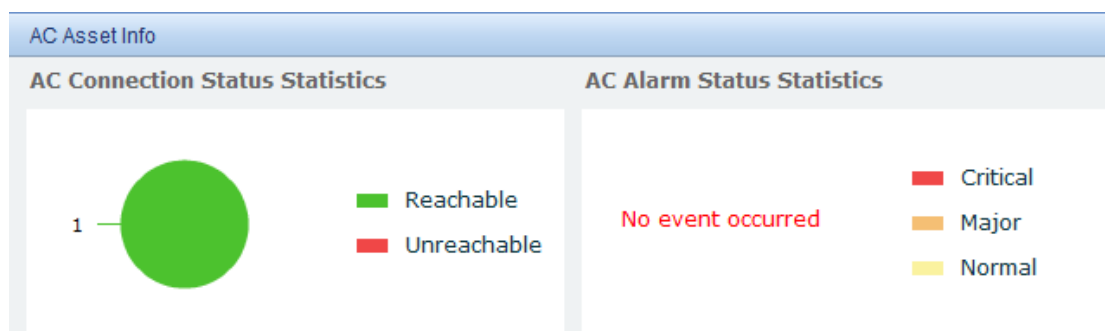 AC Asset Info
AC Connection Status Statistics
1
Reachable
Unreachable
AC Alarm Status Statistics
No event occurred
Critical
Major
Normal